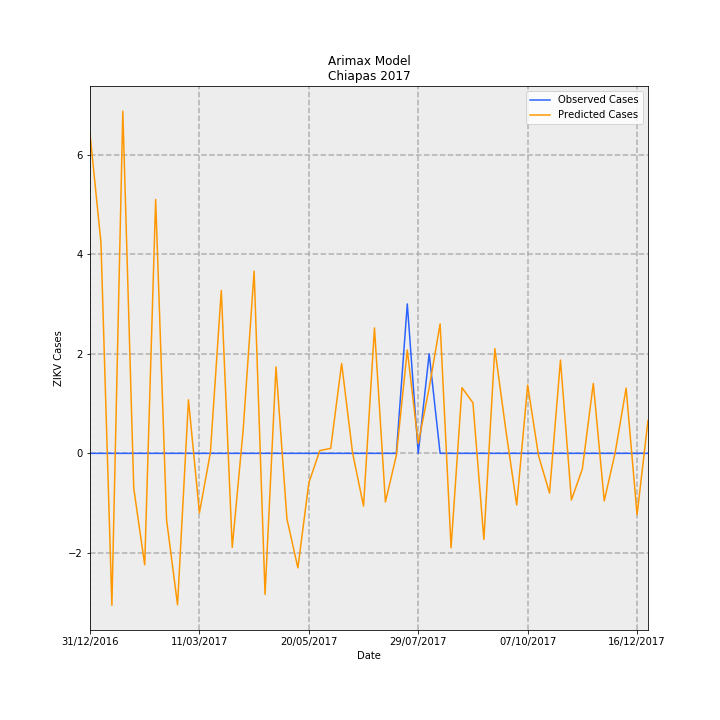 Arimax Model
Chiapas 2017
Observed Cases
Predicted Cases
ZIKV Cases
6
4
2
0
−2
31/12/2016 11/03/2017 20/05/2017 29/07/2017 07/10/2017 16/12/2017
Date